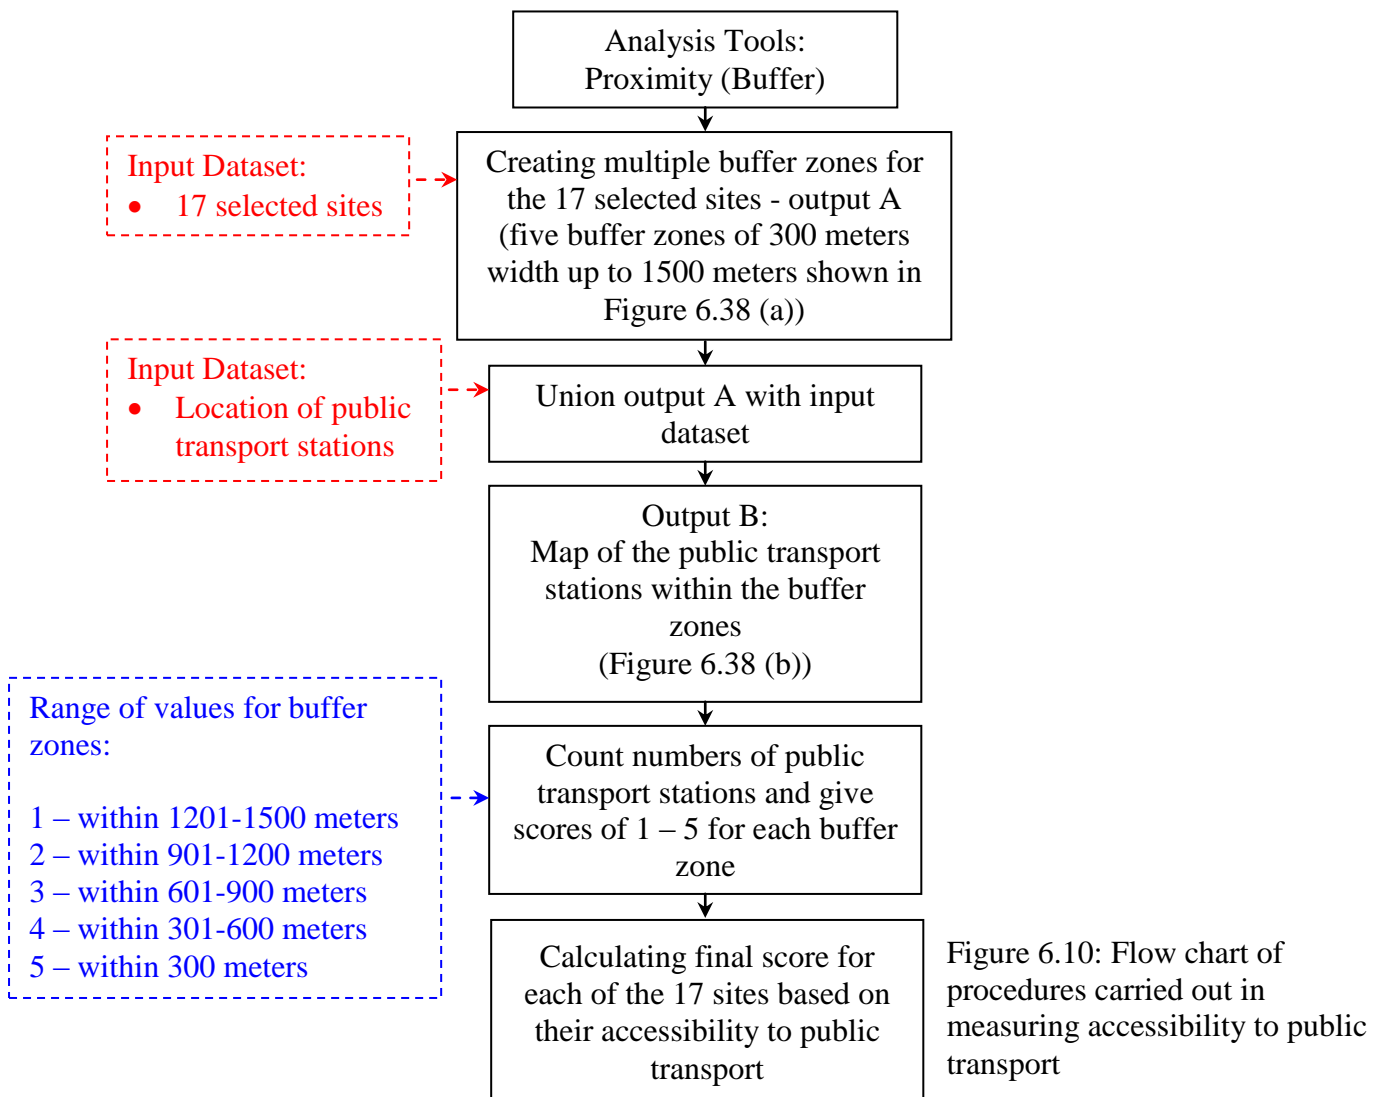 Analysis Tools:
Proximity (Buffer)
Input Dataset:
• 17 selected sites
Creating multiple buffer zones for
the 17 selected sites - output A
(five buffer zones of 300 meters
width up to 1500 meters shown in
Figure 6.38 (a))
Input Dataset:
• Location of public
transport stations
Union output A with input
dataset
Output B:
Map of the public transport
stations within the buffer
zones
(Figure 6.38 (b))
Range of values for buffer
zones:
1 – within 1201-1500 meters
2 – within 901-1200 meters
3 – within 601-900 meters
4 – within 301-600 meters
5 – within 300 meters
Count numbers of public
transport stations and give
scores of 1 – 5 for each buffer
zone
Calculating final score for
each of the 17 sites based on
their accessibility to public
transport
Figure 6.10: Flow chart of
procedures carried out in
measuring accessibility to public
transport